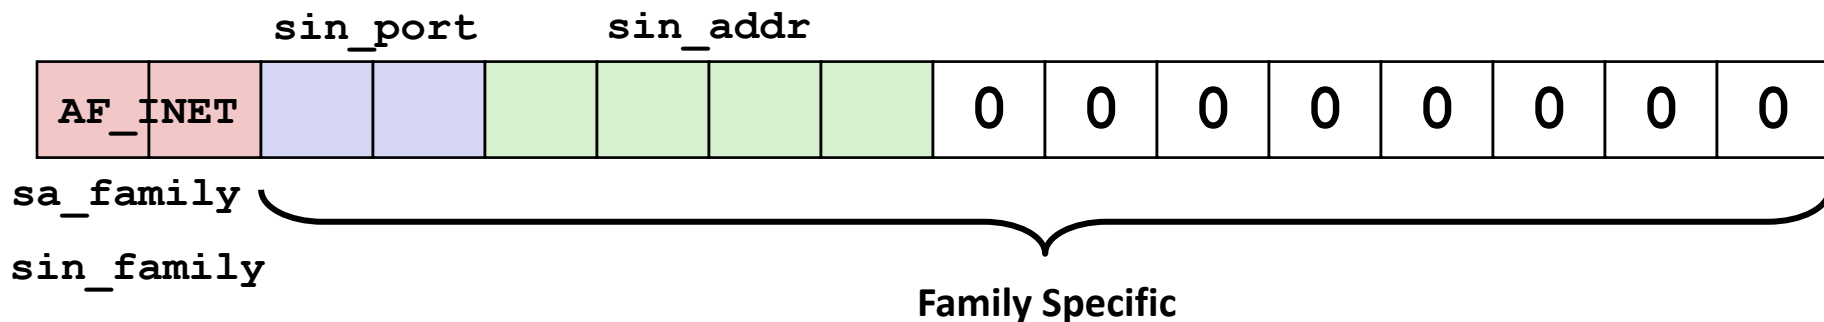 sin_port sin_addr
AF_INET 0 0 0 0 0 0 0 0
sa_family
sin_family
Family Specific